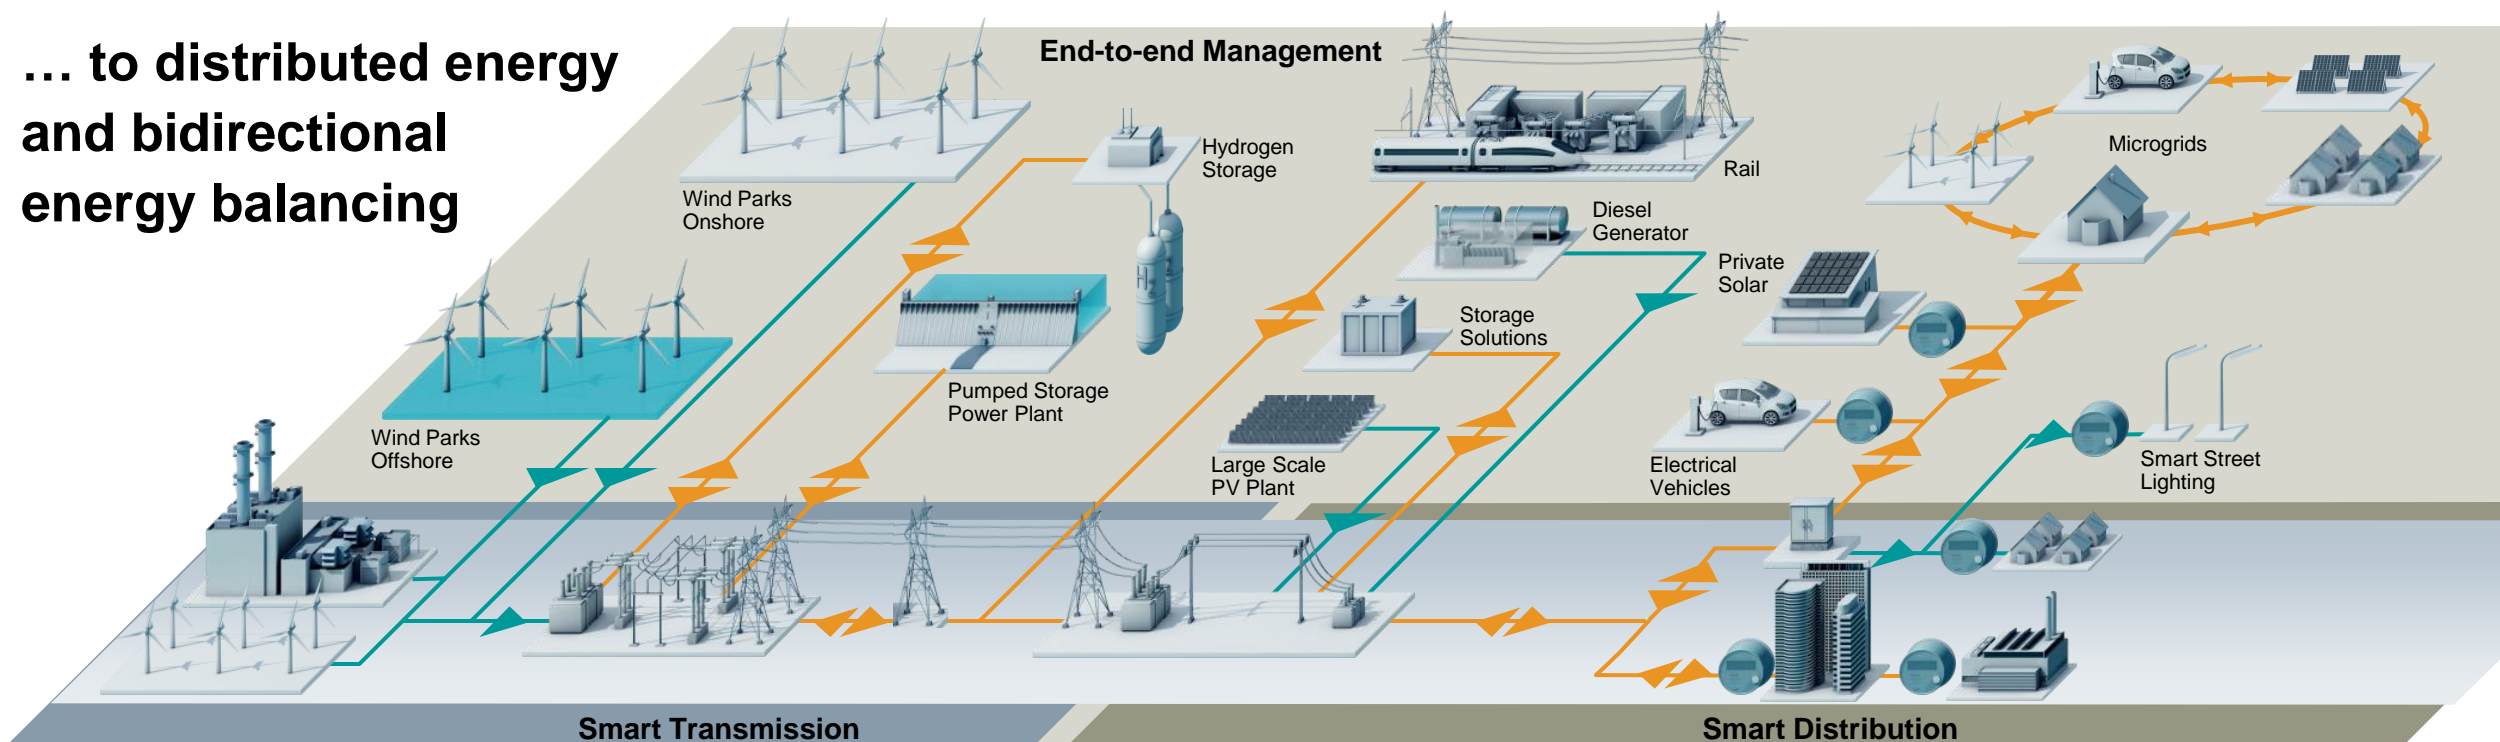 … to distributed energy
and bidirectional
energy balancing
End-to-end Management
Wind Parks
Onshore
Hydrogen
Storage
Rail
Microgrids
Diesel
Generator
Private
Solar
Storage
Solutions
Pumped Storage
Power Plant
Wind Parks
Offshore
Large Scale
PV Plant
Electrical
Vehicles
Smart Street
Lighting
H2
Smart Transmission
Smart Distribution